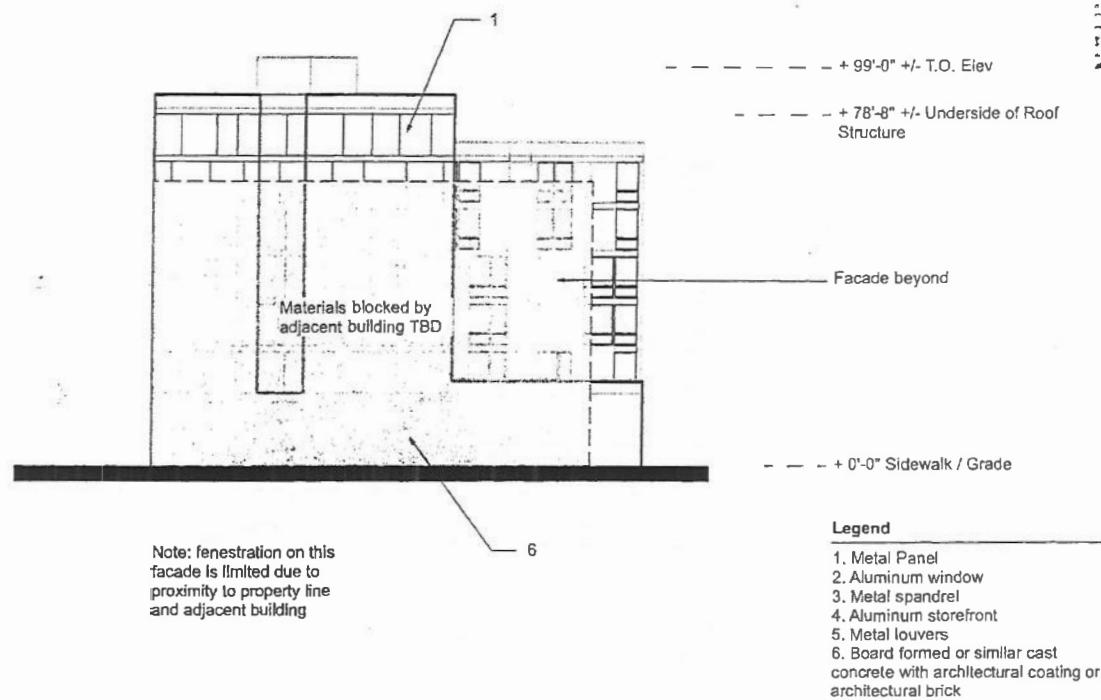 1
+ 99'-0" +/- T.O. Elev
+ 78'-8" +/- Underside of Roof
Structure
Facade beyond
Materials blocked by
adjacent building TBD
+ 0'-0" Sidewalk / Grade
6
Note: fenestration on this
facade is limited due to
proximity to property line
and adjacent building
Legend
1. Metal Panel
2. Aluminum window
3. Metal spandrel
4. Aluminum storefront
5. Metal louvers
6. Board formed or similar cast
concrete with architectural coating or
architectural brick